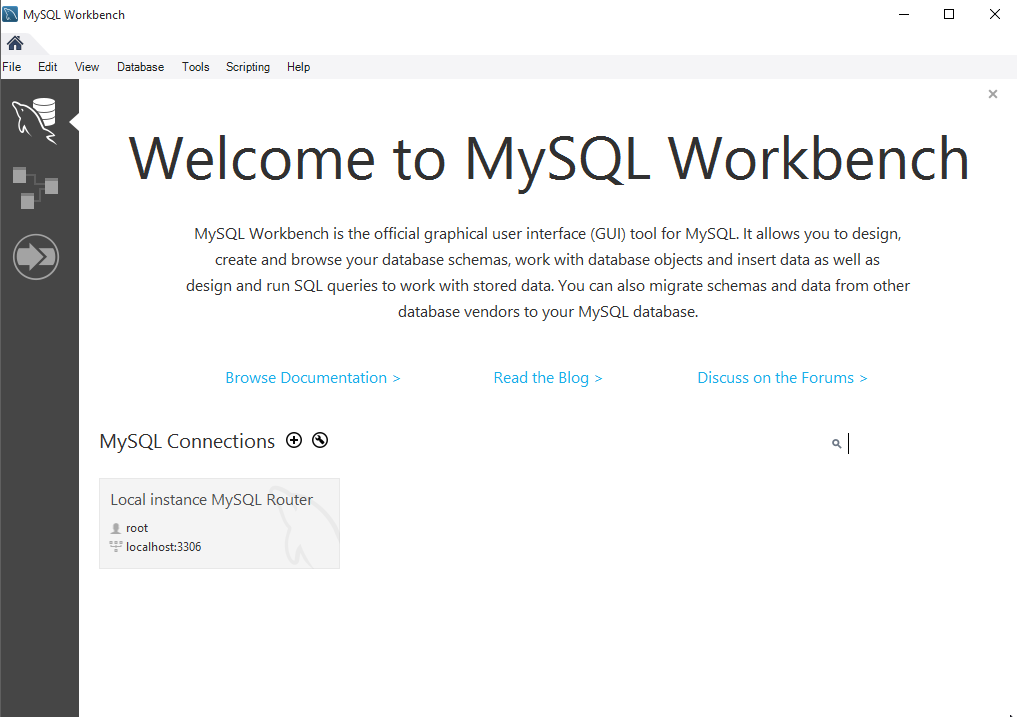 MySQL Workbench
File Edit View Database Tools Scripting Help
Welcome to MySQL Workbench
MySQL Workbench is the official graphical user interface (GUI) tool for MySQL. It allows you to design,
create and browse your database schemas, work with database objects and insert data as well as
design and run SQL queries to work with stored data. You can also migrate schemas and data from other
database vendors to your MySQL database.
Browse Documentation > Read the Blog > Discuss on the Forums >
MySQL Connections
Local instance MySQL Router
root
localhost:3306